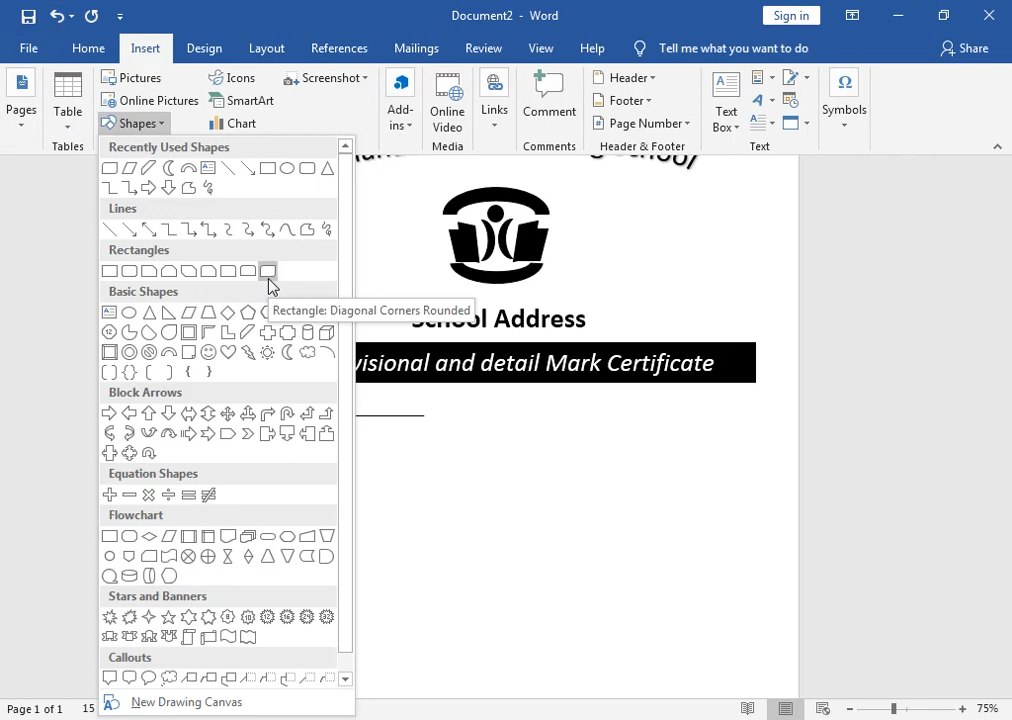 Document2 - Word
Sign in
File Home Insert Design Layout References Mailings Review View Help Tell me what you want to do Share
Pages
Table
Tables
Pictures
Online Pictures
Shapes
Icons
SmartArt
Chart
Screenshot
Add-
ins
Online
Video
Media
Links
Comment
Comments
Header
Footer
Page Number
Header & Footer
Text
Box
Text
Symbols
Recently Used Shapes
Lines
Rectangles
Basic Shapes
Rectangle: Diagonal Corners Rounded
Block Arrows
Equation Shapes
Flowchart
Stars and Banners
Callouts
New Drawing Canvas
School
School Address
visional and detail Mark Certificate
Page 1 of 1 15
75%